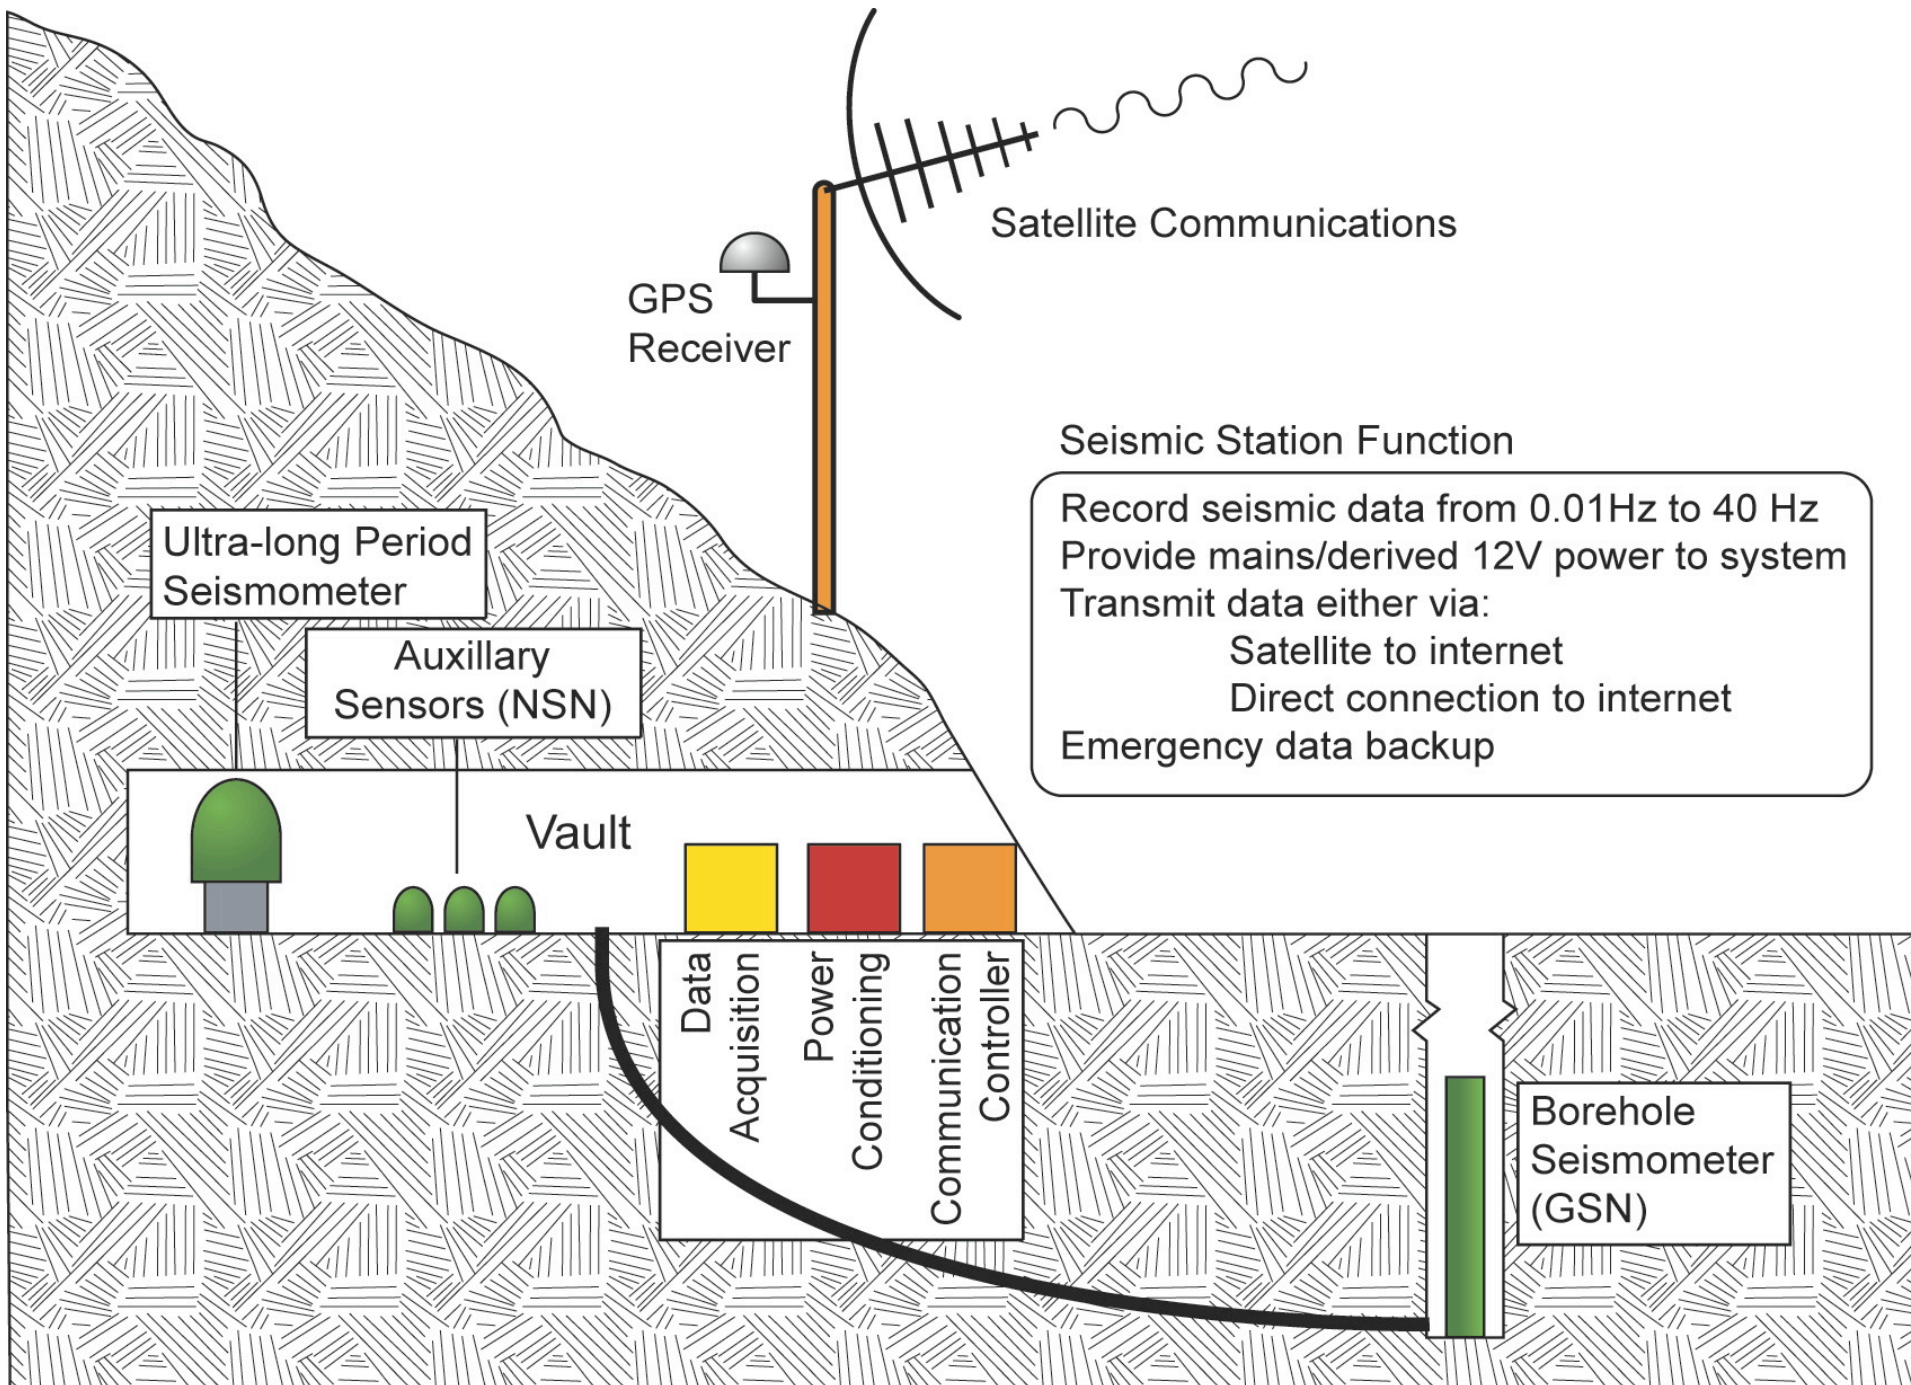 Satellite Communications
GPS
Receiver
Seismic Station Function
Record seismic data from 0.01Hz to 40 Hz
Provide mains/derived 12V power to system
Transmit data either via:
Satellite to internet
Direct connection to internet
Emergency data backup
Ultra-long Period
Seismometer
Auxillary
Sensors (NSN)
Vault
Data
Acquisition
Power
Conditioning
Communication
Controller
Borehole
Seismometer
(GSN)